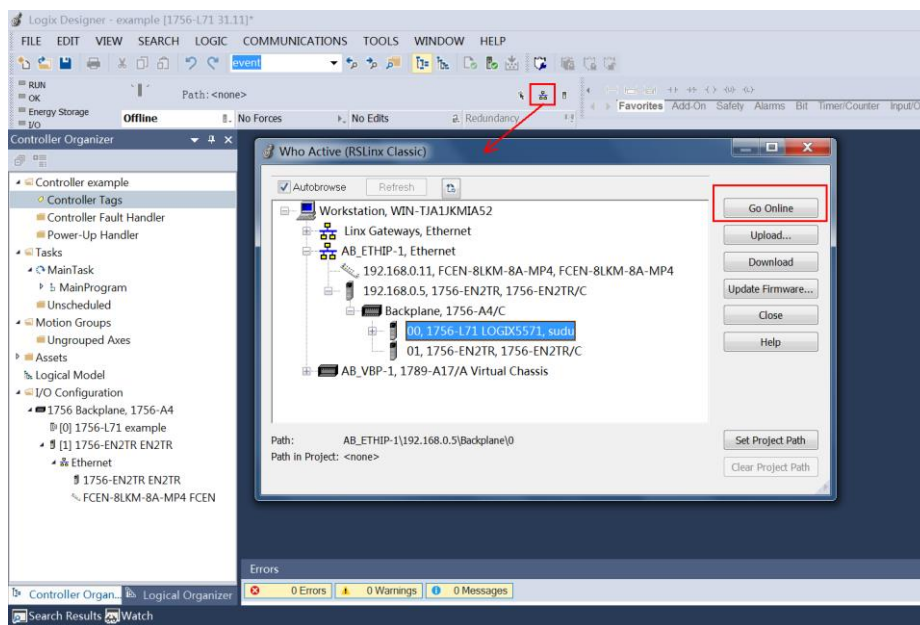 Logix Designer - example [1756-L71 31.11]*
FILE EDIT VIEW SEARCH LOGIC COMMUNICATIONS TOOLS WINDOW HELP
event
RUN
OK
Energy Storage
I/O
Path: <none>
Offline
No Forces
No Edits
Redundancy
Favorites Add-On Safety Alarms Bit Timer/Counter
Controller Organizer
Controller example
Controller Tags
Controller Fault Handler
Power-Up Handler
Tasks
MainTask
MainProgram
Unscheduled
Motion Groups
Ungrouped Axes
Assets
Logical Model
I/O Configuration
1756 Backplane, 1756-A4
[0] 1756-L71 example
[1] 1756-EN2TR EN2TR
Ethernet
1756-EN2TR EN2TR
FCEN-8LKM-8A-MP4 FCEN
Controller Organ... Logical Organizer
Who Active (RSLinx Classic)
Autobrowse Refresh
Workstation, WIN-TJA1JKMIA52
Linx Gateways, Ethernet
AB_ETHIP-1, Ethernet
192.168.0.11, FCEN-8LKM-8A-MP4, FCEN-8LKM-8A-MP4
192.168.0.5, 1756-EN2TR, 1756-EN2TR/C
Backplane, 1756-A4/C
00, 1756-L71 LOGIX5571, sudu
01, 1756-EN2TR, 1756-EN2TR/C
AB_VBP-1, 1789-A17/A Virtual Chassis
Go Online
Upload...
Download
Update Firmware...
Close
Help
Path: AB_ETHIP-1\192.168.0.5\Backplane\0
Path in Project: <none>
Set Project Path
Clear Project Path
Errors
0 Errors 0 Warnings 0 Messages
Search Results Watch